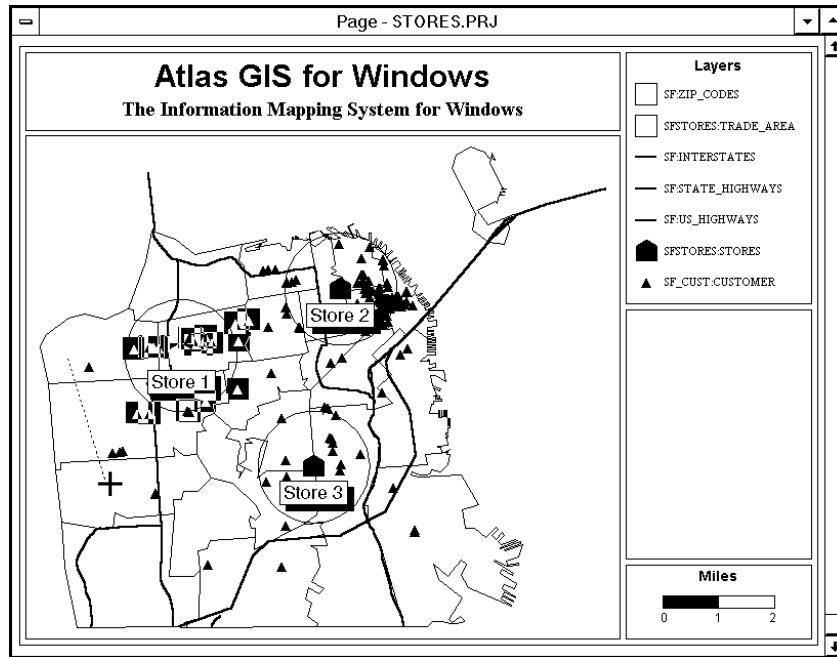 Page - STORES.PRJ
Atlas GIS for Windows
The Information Mapping System for Windows
Layers
SF:ZIP_CODES
SFSTORES:TRADE_AREA
SF:INTERSTATES
SF:STATE_HIGHWAYS
SF:US_HIGHWAYS
SFSTORES:STORES
SF_CUST:CUSTOMER
Store 2
Store 1
Store 3
Miles
0 1 2